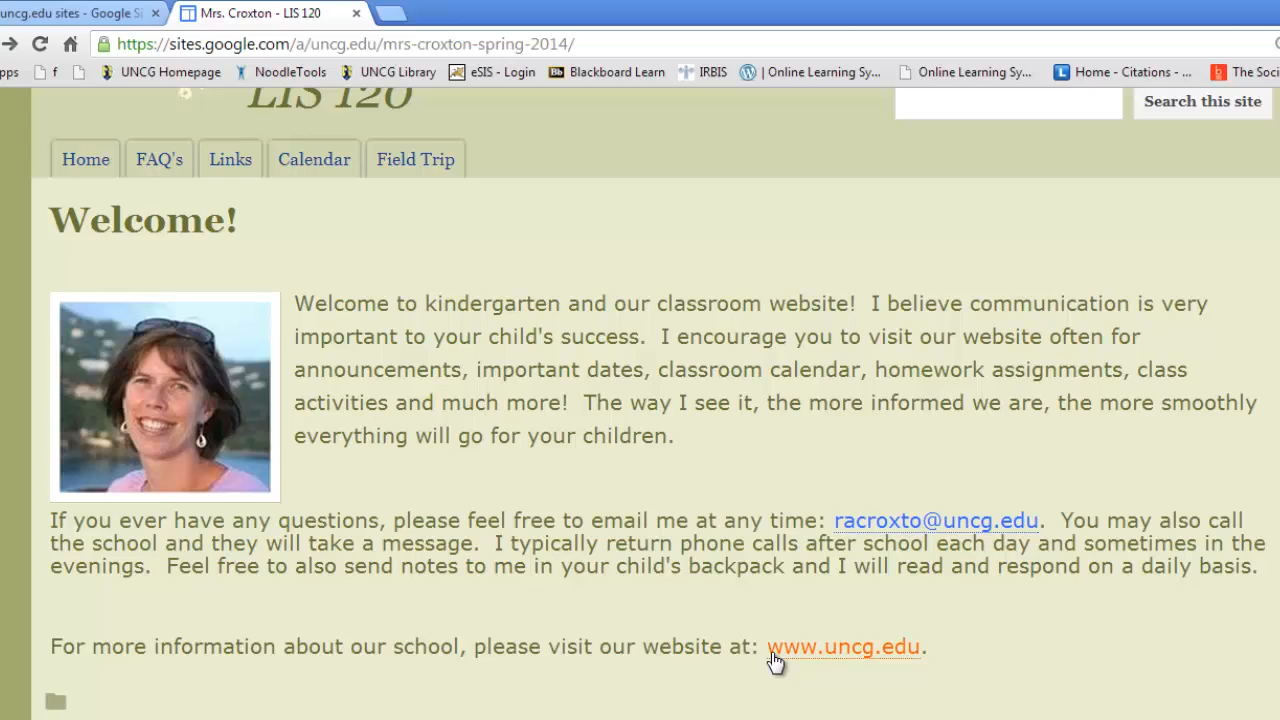 uncg.edu sites - Google Si
Mrs. Croxton - LIS 120
https://sites.google.com/a/uncg.edu/mrs-croxton-spring-2014/
pps f UNCG Homepage NoodleTools UNCG Library eSIS - Login Bb Blackboard Learn IRBIS | Online Learning Sy... Online Learning Sy... L Home - Citations - ... b The Soci
LIS 120
Search this site
Home FAQ's Links Calendar Field Trip
Welcome!
Welcome to kindergarten and our classroom website!  I believe communication is very
important to your child's success.  I encourage you to visit our website often for
announcements, important dates, classroom calendar, homework assignments, class
activities and much more!  The way I see it, the more informed we are, the more smoothly
everything will go for your children.
If you ever have any questions, please feel free to email me at any time: racroxto@uncg.edu.  You may also call
the school and they will take a message.  I typically return phone calls after school each day and sometimes in the
evenings.  Feel free to also send notes to me in your child's backpack and I will read and respond on a daily basis.
For more information about our school, please visit our website at: www.uncg.edu.